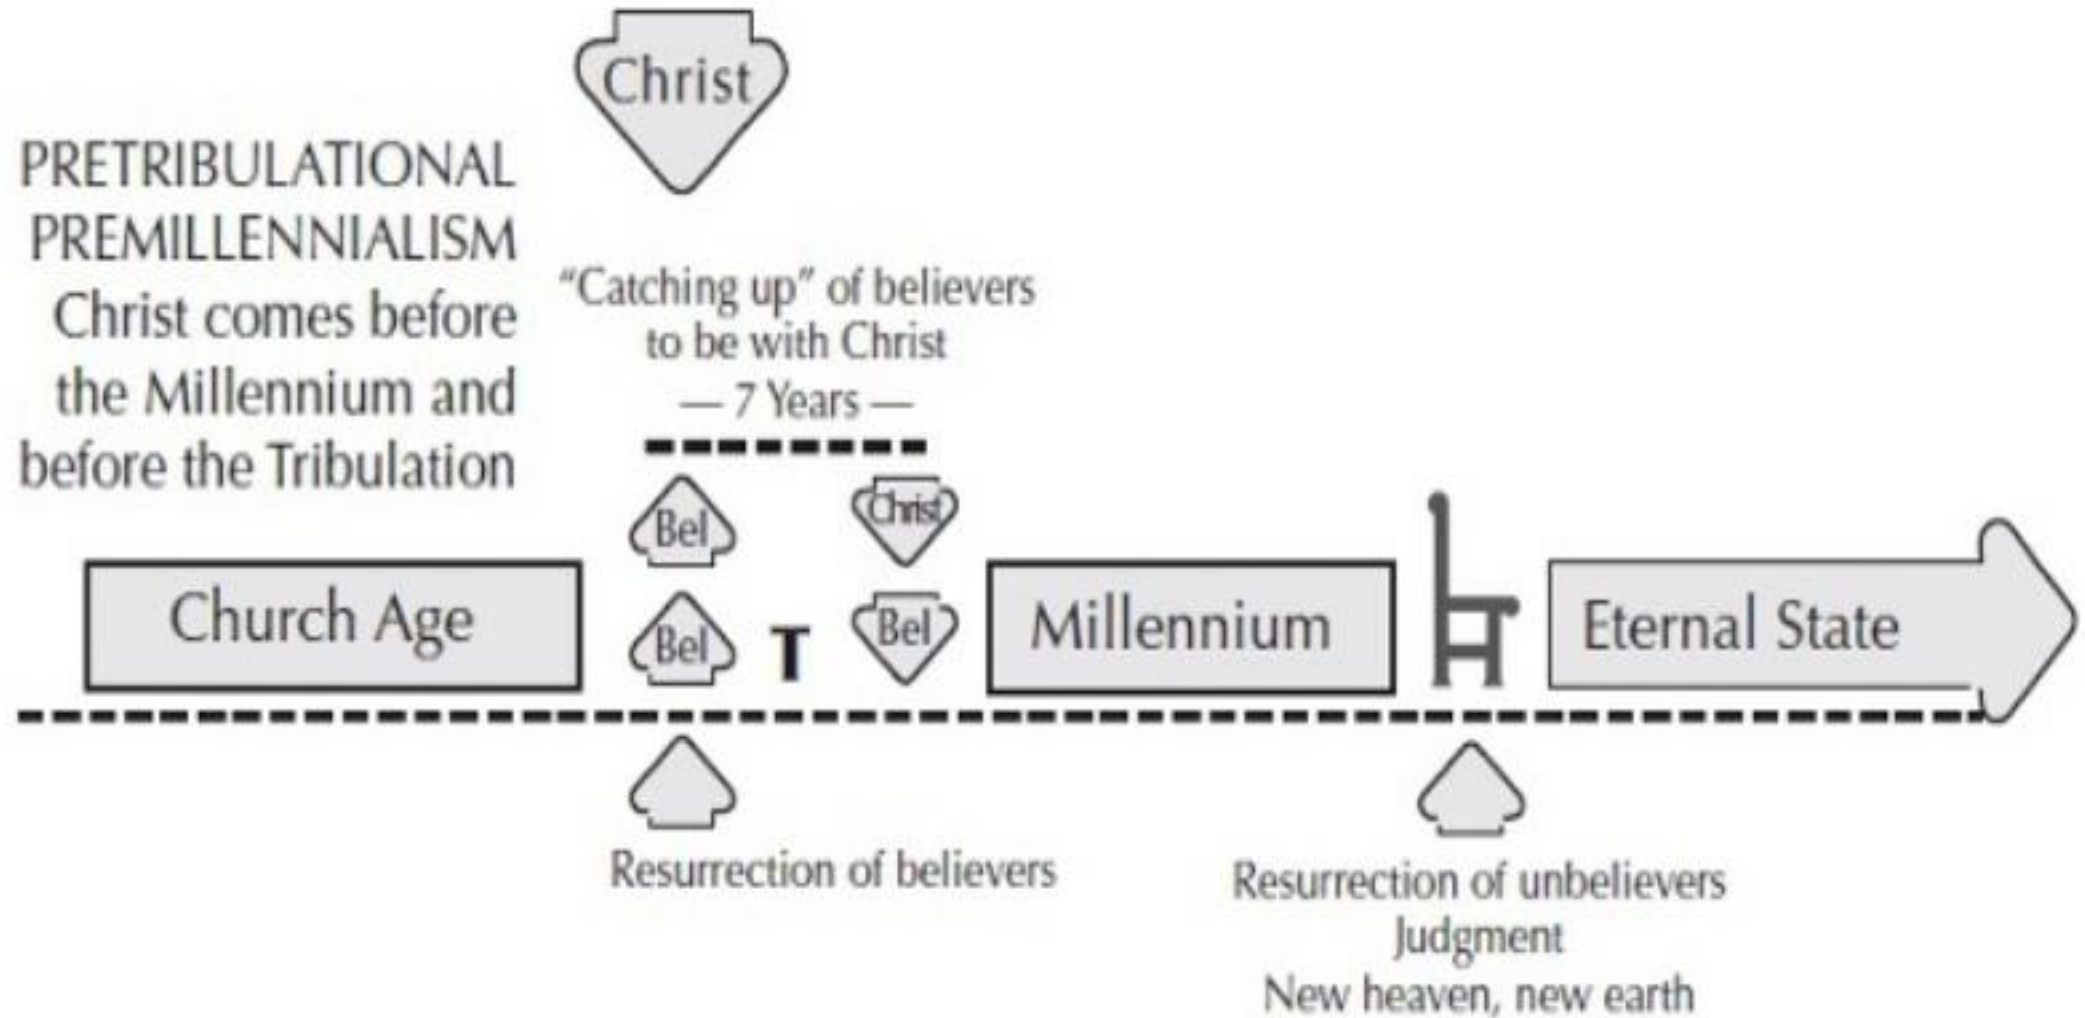 Christ
PRETRIBULATIONAL
PREMILLENNIALISM
Christ comes before
the Millennium and
before the Tribulation
“Catching up” of believers
to be with Christ
— 7 Years —
Bel
Christ
Church Age
Bel
T
Bel
Millennium
Eternal State
Resurrection of believers
Resurrection of unbelievers
Judgment
New heaven, new earth